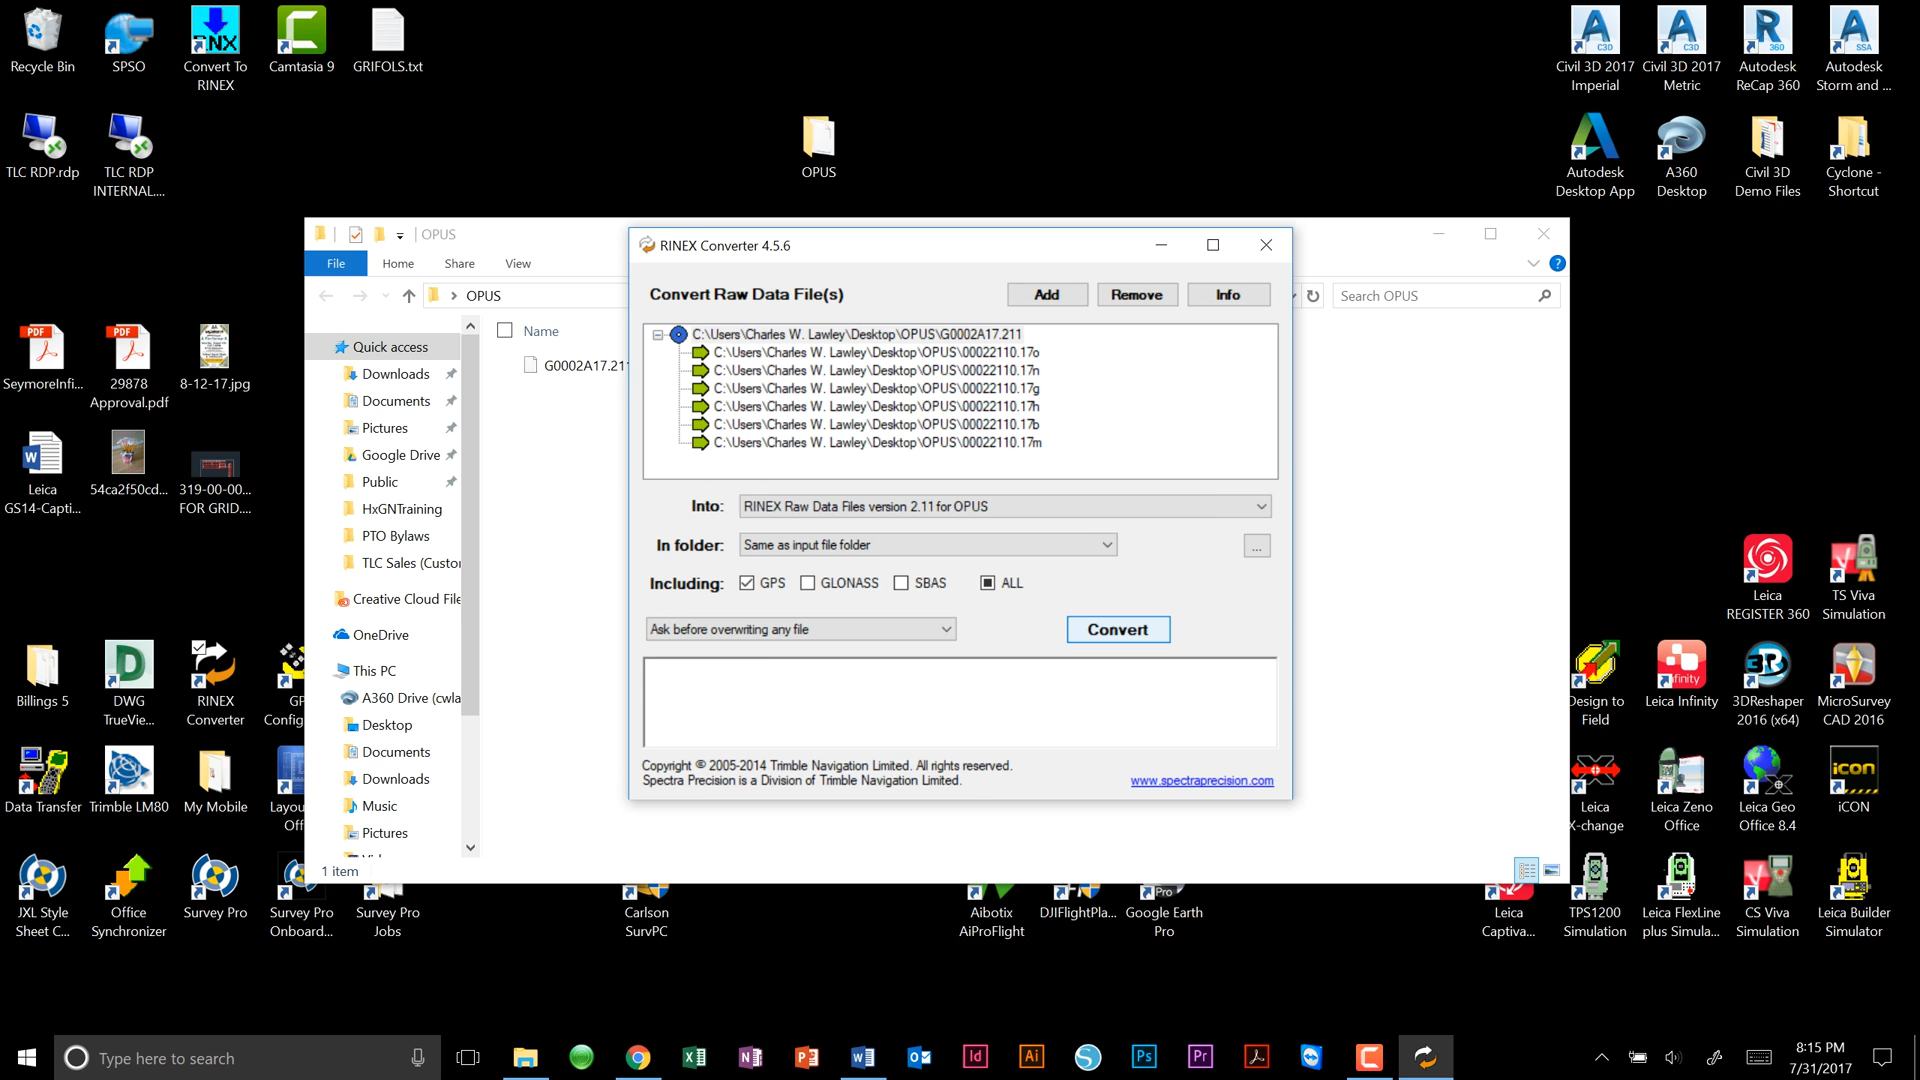 Recycle Bin
SPSO
Convert To
RINEX
Camtasia 9
GRIFOLS.txt
Civil 3D 2017
Imperial
Civil 3D 2017
Metric
Autodesk
ReCap 360
Autodesk
Storm and ...
TLC RDP.rdp
TLC RDP
INTERNAL....
OPUS
Autodesk
Desktop App
A360
Desktop
Civil 3D
Demo Files
Cyclone -
Shortcut
OPUS
File
Home
Share
View
OPUS
Search OPUS
Name
G0002A17.211
Quick access
Downloads
Documents
Pictures
Google Drive
Public
HxGNTraining
PTO Bylaws
TLC Sales (Custor
Creative Cloud File
OneDrive
This PC
A360 Drive (cwla
Desktop
Documents
Downloads
Music
Pictures
1 item
RINEX Converter 4.5.6
Convert Raw Data File(s)
Add
Remove
Info
C:\Users\Charles W. Lawley\Desktop\OPUS\G0002A17.211
C:\Users\Charles W. Lawley\Desktop\OPUS\00022110.17o
C:\Users\Charles W. Lawley\Desktop\OPUS\00022110.17n
C:\Users\Charles W. Lawley\Desktop\OPUS\00022110.17g
C:\Users\Charles W. Lawley\Desktop\OPUS\00022110.17h
C:\Users\Charles W. Lawley\Desktop\OPUS\00022110.17b
C:\Users\Charles W. Lawley\Desktop\OPUS\00022110.17m
Into:
RINEX Raw Data Files version 2.11 for OPUS
In folder:
Same as input file folder
...
Including:
GPS
GLONASS
SBAS
ALL
Ask before overwriting any file
Convert
Copyright © 2005-2014 Trimble Navigation Limited. All rights reserved.
Spectra Precision is a Division of Trimble Navigation Limited.
www.spectraprecision.com
SeymoreInfi...
29878
Approval.pdf
8-12-17.jpg
Leica
GS14-Capti...
54ca2f50cd...
319-00-00...
FOR GRID....
Billings 5
DWG
TrueVie...
RINEX
Converter
GP
Config
Data Transfer
Trimble LM80
My Mobile
Layou
Off
JXL Style
Sheet C...
Office
Synchronizer
Survey Pro
Survey Pro
Onboard...
Survey Pro
Jobs
Carlson
SurvPC
Aibotix
AiProFlight
DJIFlightPla...
Google Earth
Pro
Leica
REGISTER 360
TS Viva
Simulation
Design to
Field
Leica Infinity
3DReshaper
2016 (x64)
MicroSurvey
CAD 2016
Leica
X-change
Leica Zeno
Office
Leica Geo
Office 8.4
iCON
Leica
Captiva...
TPS1200
Simulation
Leica FlexLine
plus Simula...
CS Viva
Simulation
Leica Builder
Simulator
Type here to search
8:15 PM
7/31/2017